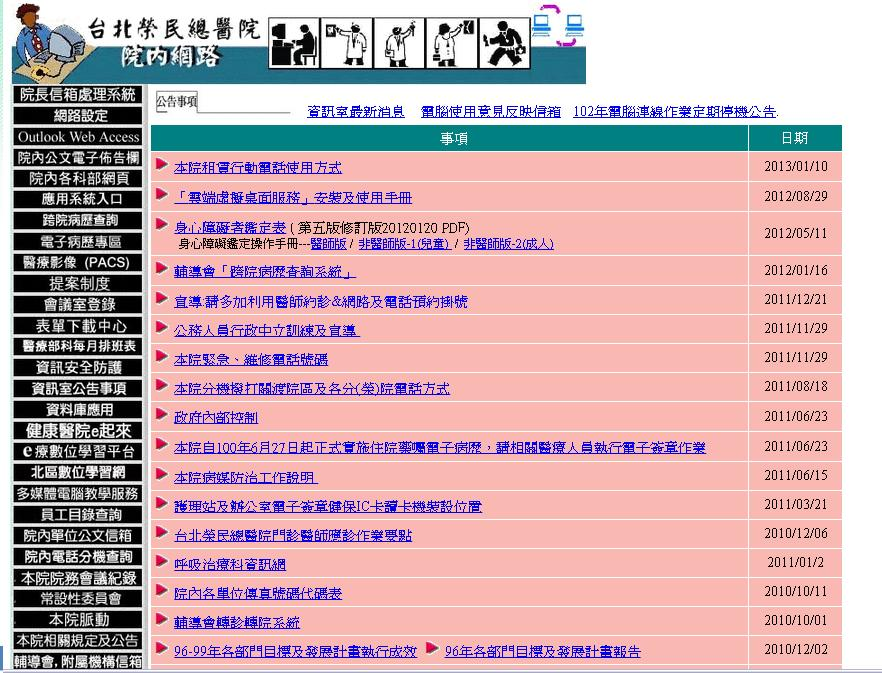 台北榮民總醫院
院內網路
院長信箱處理系統
網路設定
Outlook Web Access
院內公文電子佈告欄
院內各科部網頁
應用系統入口
跨院病歷查詢
電子病歷專區
醫療影像 (PACS)
提案制度
會議室登錄
表單下載中心
醫療部科每月排班表
資訊安全防護
資訊室公告事項
資料庫應用
健康醫院e起來
e療數位學習平台
北區數位學習網
多媒體電腦教學服務
員工目錄查詢
院內單位公文信箱
院內電話分機查詢
本院院務會議紀錄
常設性委員會
本院脈動
本院相關規定及公告
輔導會,附屬機構信箱
公告事項
資訊室最新消息 電腦使用意見反映信箱 102年電腦連線作業定期停機公告.
事項 日期
本院租賃行動電話使用方式 2013/01/10
「雲端虛擬桌面服務」安裝及使用手冊 2012/08/29
身心障礙者鑑定表 ( 第五版修訂版20120120 PDF) 2012/05/11
身心障礙鑑定操作手冊---醫師版 / 非醫師版-1(兒童) / 非醫師版-2(成人)
輔導會「跨院病歷查詢系統」 2012/01/16
宣導:請多加利用醫師約診&網路及電話預約掛號 2011/12/21
公務人員行政中立訓練及宣導 2011/11/29
本院緊急、維修電話號碼 2011/11/29
本院分機撥打關渡院區及各分(榮)院電話方式 2011/08/18
政府內部控制 2011/06/23
本院自100年6月27日起正式實施住院藥囑電子病歷，請相關醫療人員執行電子簽章作業 2011/06/23
本院病媒防治工作說明 2011/06/15
護理站及辦公室電子簽章健保IC卡讀卡機裝設位置 2011/03/21
台北榮民總醫院門診醫師應診作業要點 2010/12/06
呼吸治療科資訊網 2011/01/2
院內各單位傳真號碼代碼表 2010/10/11
輔導會轉診轉院系統 2010/10/01
96-99年各部門目標及發展計畫執行成效 96年各部門目標及發展計畫報告 2010/12/02